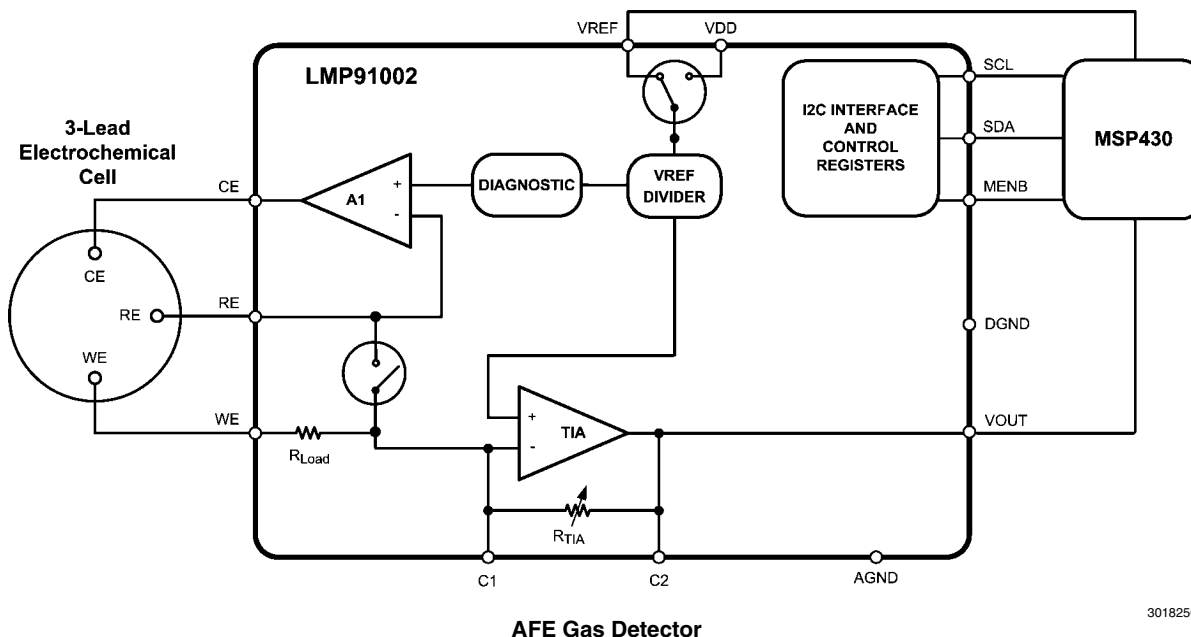 VREF
VDD
LMP91002
SCL
I2C INTERFACE
AND
CONTROL
REGISTERS
SDA
MSP430
MENB
3-Lead
Electrochemical
Cell
CE
A1
+
-
DIAGNOSTIC
VREF
DIVIDER
CE
RE
RE
WE
DGND
WE
RLoad
+
-
TIA
VOUT
RTIA
C1
C2
AGND
AFE Gas Detector